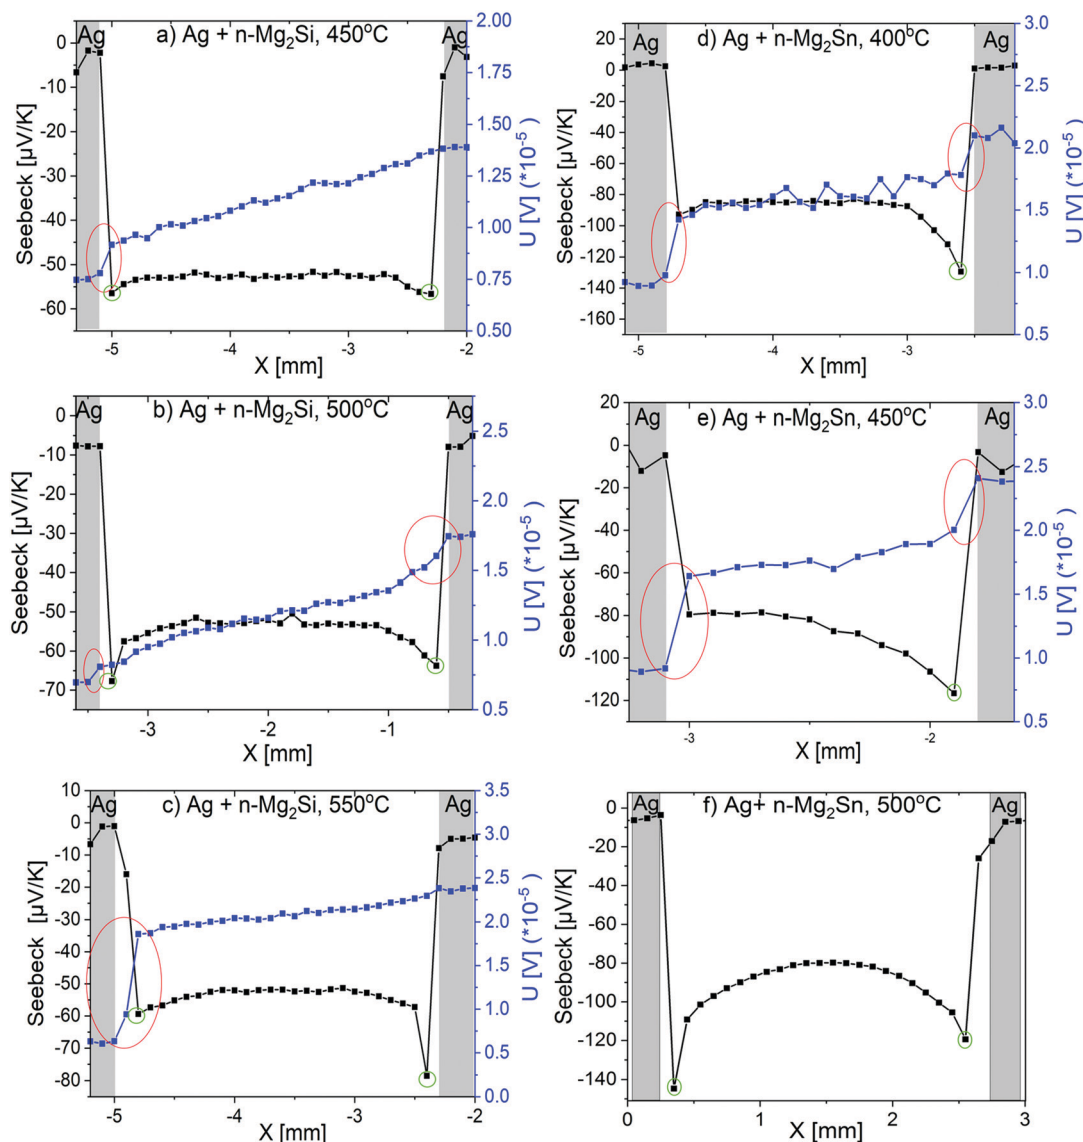 a) Ag + n-Mg₂Si, 450°C
Ag
Ag
Seebeck [µV/K]
0
-10
-20
-30
-40
-50
-60
U [V] (*10⁻⁵)
2.00
1.75
1.50
1.25
1.00
0.75
0.50
-5
-4
-3
-2
X [mm]
d) Ag + n-Mg₂Sn, 400°C
Ag
Ag
Seebeck [µV/K]
20
0
-20
-40
-60
-80
-100
-120
-140
-160
U [V] (*10⁻⁵)
3.0
2.5
2.0
1.5
1.0
0.5
-5
-4
-3
X [mm]
b) Ag + n-Mg₂Si, 500°C
Ag
Ag
Seebeck [µV/K]
0
-10
-20
-30
-40
-50
-60
-70
U [V] (*10⁻⁵)
2.5
2.0
1.5
1.0
0.5
-3
-2
-1
X [mm]
e) Ag + n-Mg₂Sn, 450°C
Ag
Ag
Seebeck [µV/K]
20
0
-20
-40
-60
-80
-100
-120
U [V] (*10⁻⁵)
3.0
2.5
2.0
1.5
1.0
0.5
-3
-2
X [mm]
c) Ag + n-Mg₂Si, 550°C
Ag
Ag
Seebeck [µV/K]
10
0
-10
-20
-30
-40
-50
-60
-70
-80
U [V] (*10⁻⁵)
3.5
3.0
2.5
2.0
1.5
1.0
0.5
0.0
-5
-4
-3
-2
X [mm]
f) Ag+ n-Mg₂Sn, 500°C
Ag
Ag
Seebeck [µV/K]
0
-20
-40
-60
-80
-100
-120
-140
0
1
2
3
X [mm]